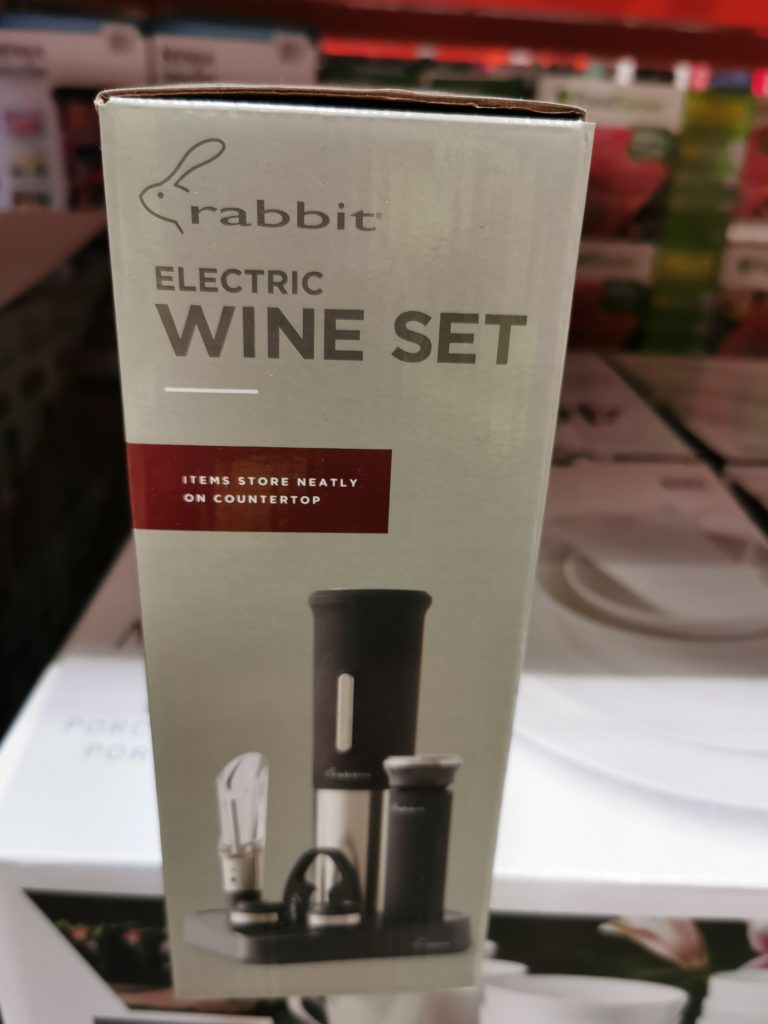 rabbit®
ELECTRIC
WINE SET
ITEMS STORE NEATLY
ON COUNTERTOP
rabbit